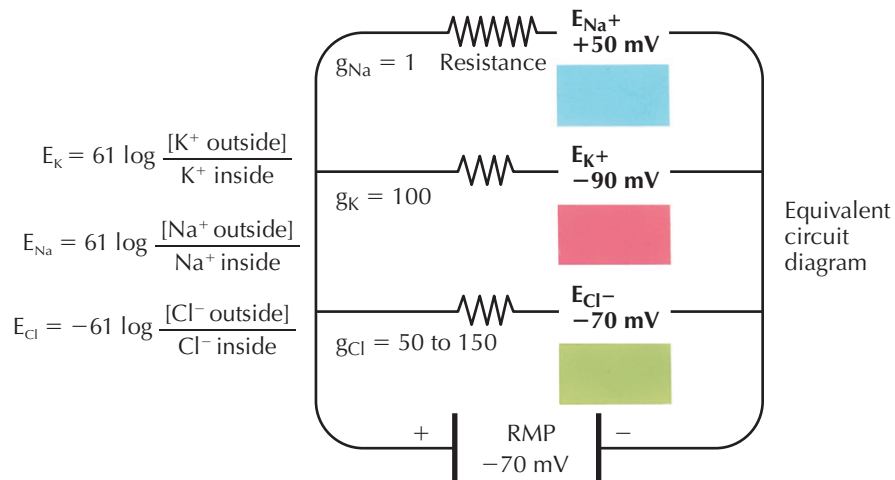 E_Na+
+50 mV
g_Na = 1 Resistance
E_K = 61 log [K⁺ outside]
K⁺ inside
E_K+
−90 mV
g_K = 100
E_Na = 61 log [Na⁺ outside]
Na⁺ inside
Equivalent
circuit
diagram
E_Cl−
−70 mV
E_Cl = −61 log [Cl⁻ outside]
Cl⁻ inside
g_Cl = 50 to 150
+ RMP −
−70 mV